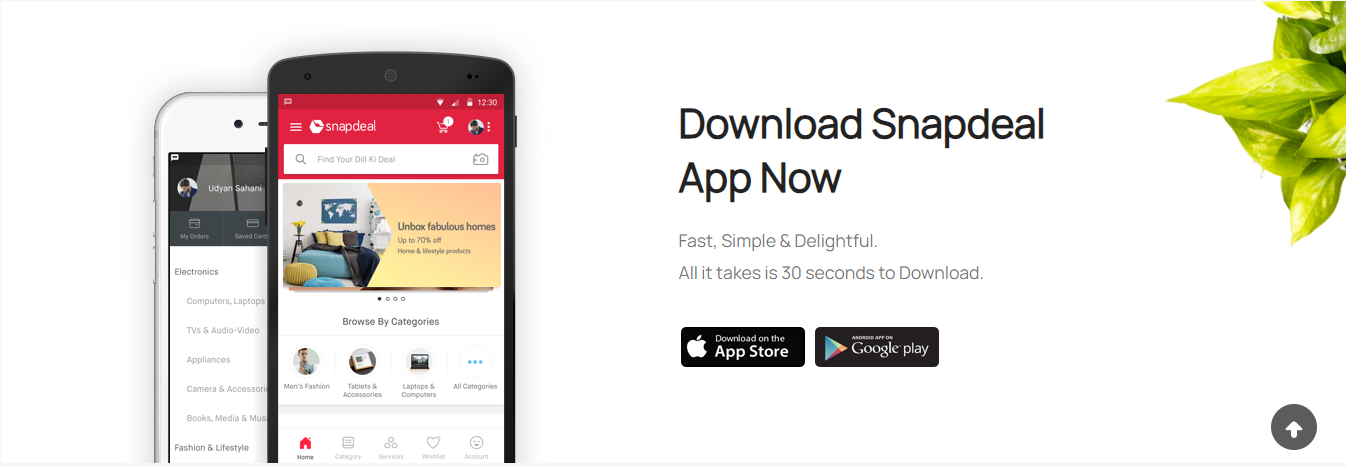 Udyan Sahani
My Orders
Saved Card
Electronics
Computers, Laptops
TVs & Audio-Video
Appliances
Camera & Accessori
Books, Media & Mus
Fashion & Lifestyle
12:30
snapdeal
1
Find Your Dill Ki Deal
Unbox fabulous homes
Up to 70% off
Home & lifestyle products
Browse By Categories
Men's Fashion
Tablets &
Accessories
Laptops &
Computers
All Categories
Home
Category
Services
Wishlist
Account
Download Snapdeal
App Now
Fast, Simple & Delightful.
All it takes is 30 seconds to Download.
Download on the
App Store
ANDROID APP ON
Google play